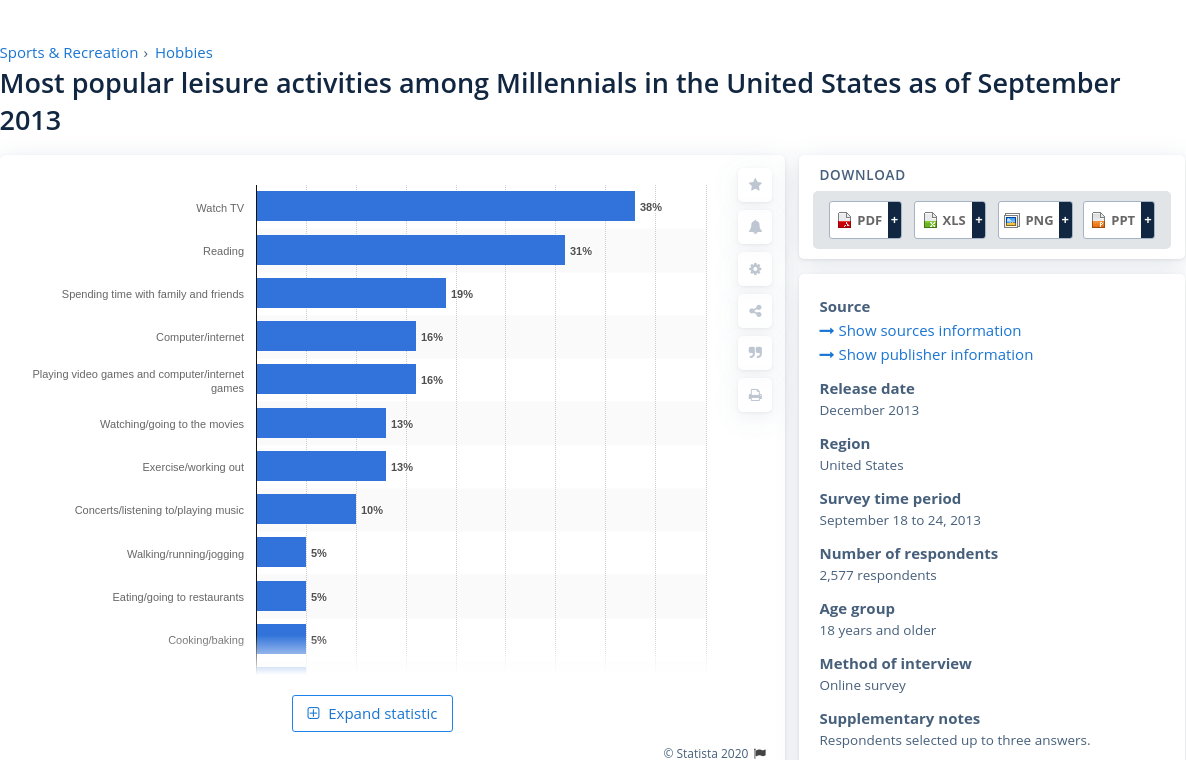 Sports & Recreation › Hobbies
Most popular leisure activities among Millennials in the United States as of September
2013
Watch TV 38%
Reading 31%
Spending time with family and friends 19%
Computer/internet 16%
Playing video games and computer/internet
games 16%
Watching/going to the movies 13%
Exercise/working out 13%
Concerts/listening to/playing music 10%
Walking/running/jogging 5%
Eating/going to restaurants 5%
Cooking/baking 5%
Expand statistic
© Statista 2020
DOWNLOAD
PDF + XLS + PNG + PPT +
Source
Show sources information
Show publisher information
Release date
December 2013
Region
United States
Survey time period
September 18 to 24, 2013
Number of respondents
2,577 respondents
Age group
18 years and older
Method of interview
Online survey
Supplementary notes
Respondents selected up to three answers.